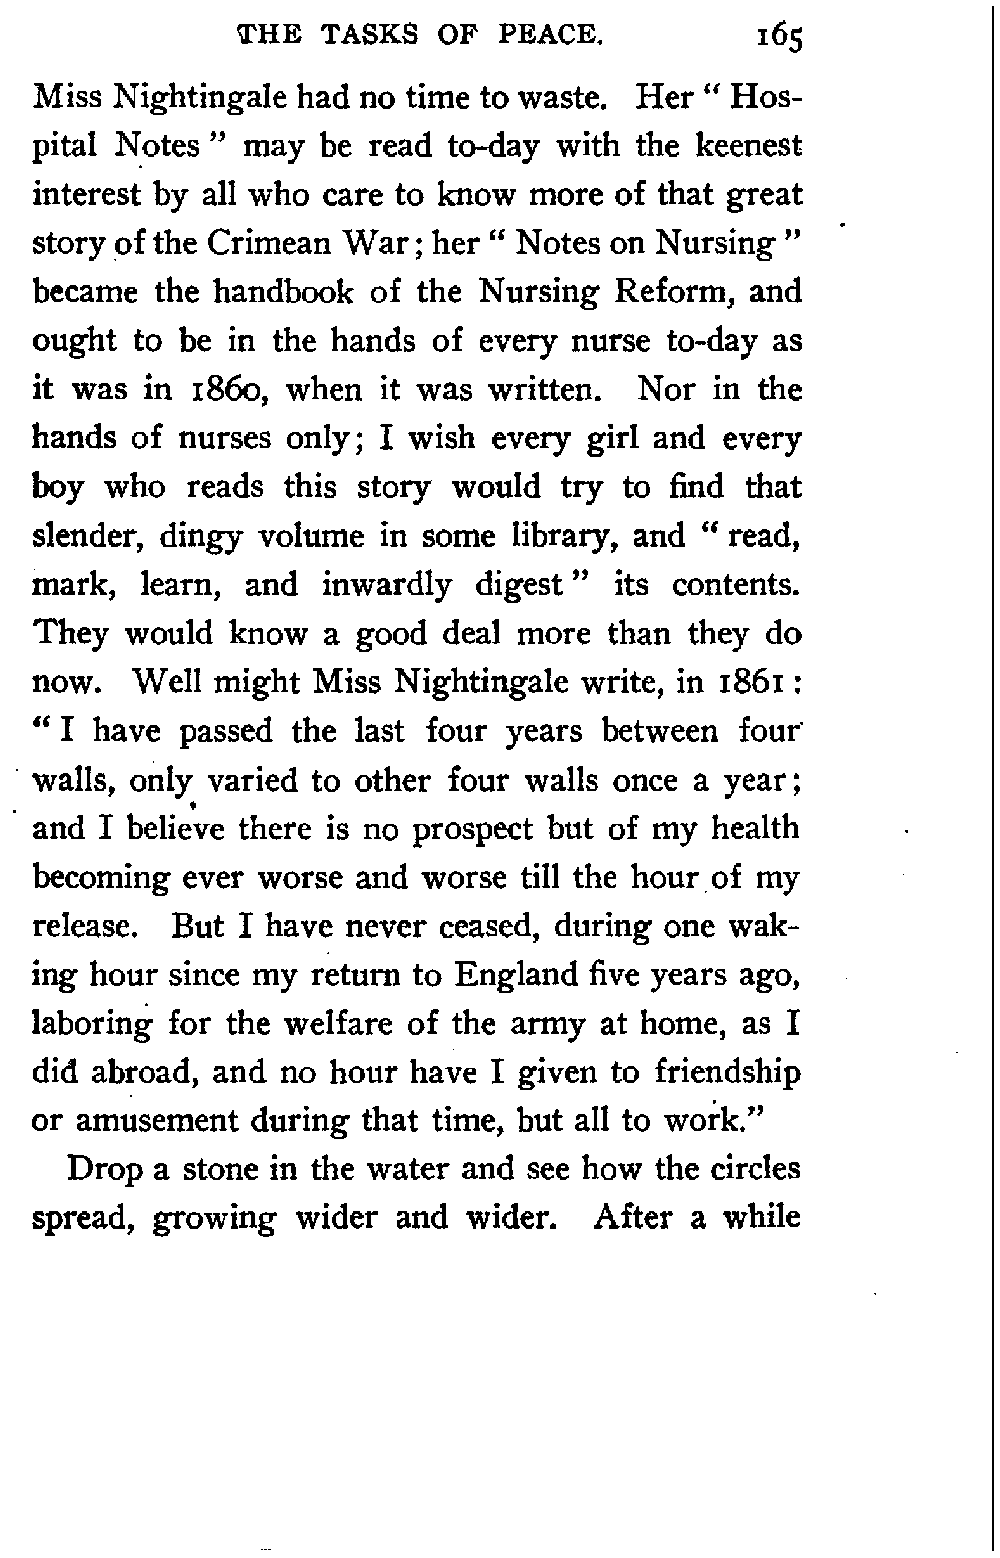 THE TASKS OF PEACE. 165
Miss Nightingale had no time to waste. Her “ Hos-
pital Notes ” may be read to-day with the keenest
interest by all who care to know more of that great
story of the Crimean War ; her “ Notes on Nursing ”
became the handbook of the Nursing Reform, and
ought to be in the hands of every nurse to-day as
it was in 1860, when it was written. Nor in the
hands of nurses only; I wish every girl and every
boy who reads this story would try to find that
slender, dingy volume in some library, and “ read,
mark, learn, and inwardly digest ” its contents.
They would know a good deal more than they do
now. Well might Miss Nightingale write, in 1861 :
“ I have passed the last four years between four
walls, only varied to other four walls once a year ;
and I believe there is no prospect but of my health
becoming ever worse and worse till the hour of my
release. But I have never ceased, during one wak-
ing hour since my return to England five years ago,
laboring for the welfare of the army at home, as I
did abroad, and no hour have I given to friendship
or amusement during that time, but all to work.”
Drop a stone in the water and see how the circles
spread, growing wider and wider. After a while